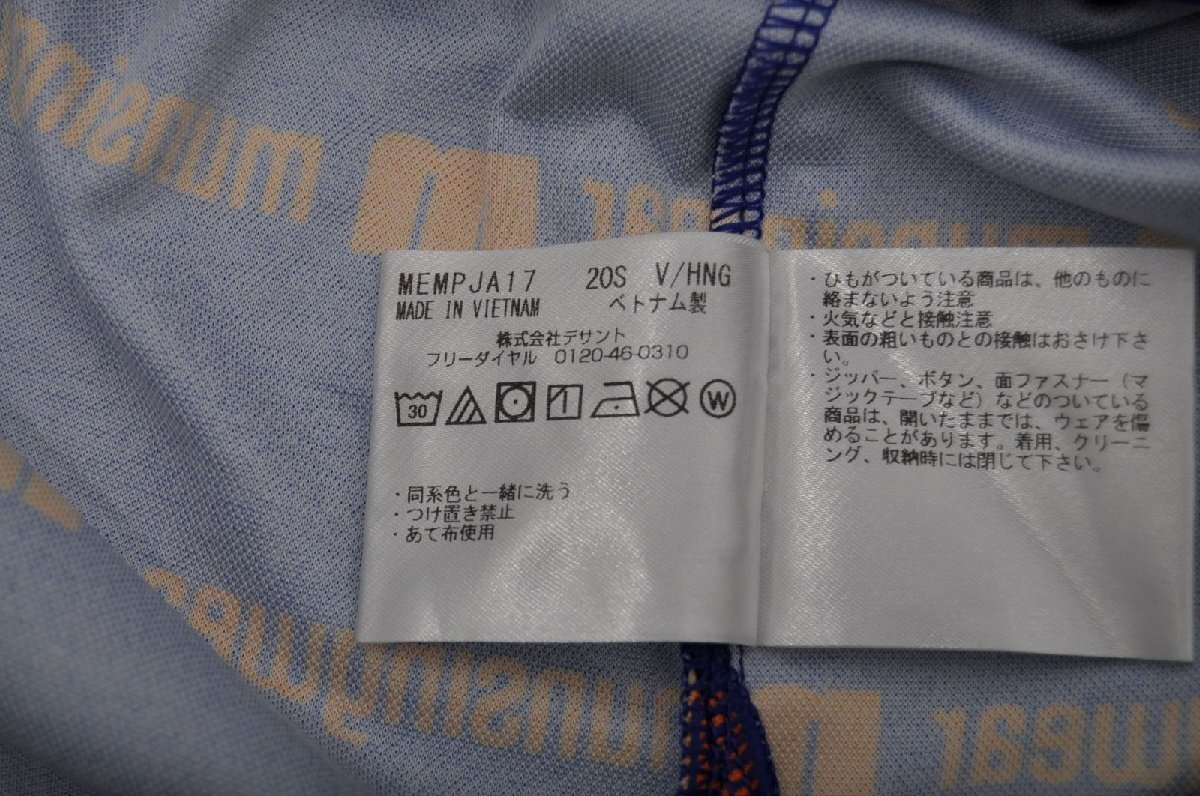 MEMPJA17 20S V/HNG
MADE IN VIETNAM ベトナム製
株式会社デサント
フリーダイヤル 0120-46-0310
30
W
・同系色と一緒に洗う
・つけ置き禁止
・あて布使用
・ひもがついている商品は、他のものに
絡まないよう注意
・火気などと接触注意
・表面の粗いものとの接触はおさけ下さ
い。
・ジッパー、ボタン、面ファスナー（マ
ジックテープなど）などのついている
商品は、開いたままでは、ウェアを傷
めることがあります。着用、クリーニ
ング、収納時には閉じて下さい。
munsing
munsingwear
munsingwear
wear